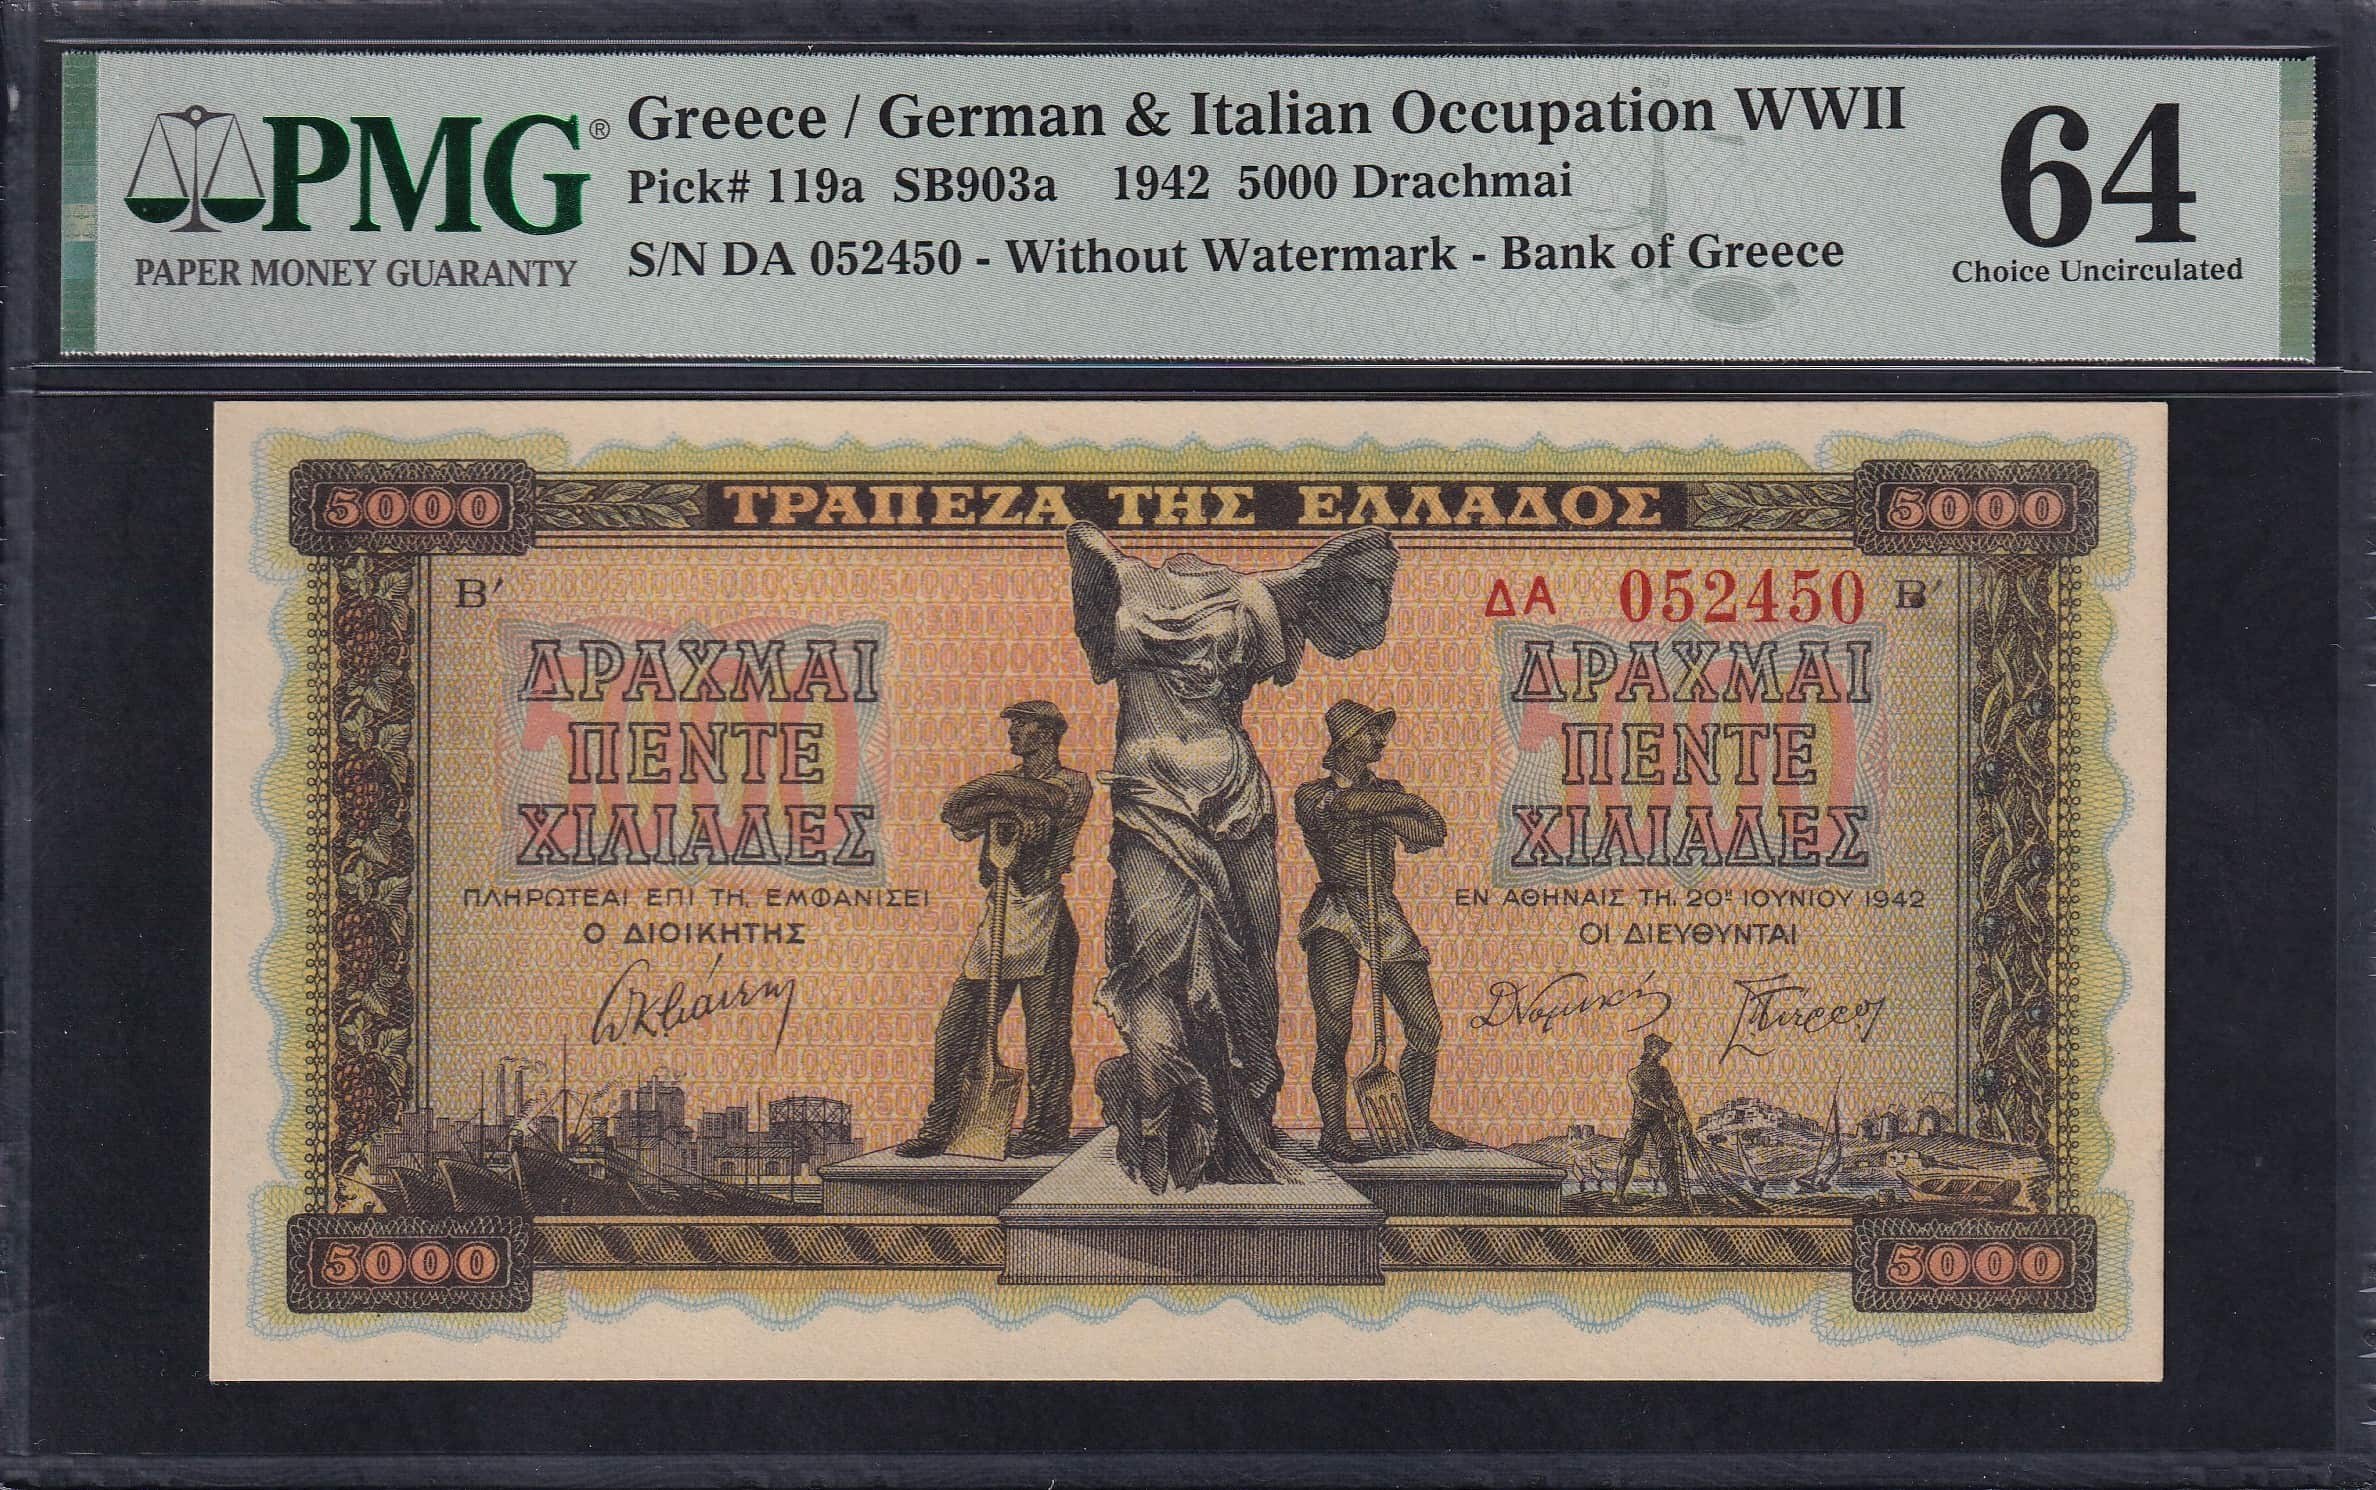 PMG®
PAPER MONEY GUARANTY
Greece / German & Italian Occupation WWII
Pick# 119a SB903a 1942 5000 Drachmai
S/N DA 052450 - Without Watermark - Bank of Greece
64
Choice Uncirculated
5000 ΤΡΑΠΕΖΑ ΤΗΣ ΕΛΛΑΔΟΣ 5000
Β′ ΔΑ 052450 Β′
ΔΡΑΧΜΑΙ
ΠΕΝΤΕ
ΧΙΛΙΑΔΕΣ
5000
ΠΛΗΡΩΤΕΑΙ ΕΠΙ ΤΗ, ΕΜΦΑΝΙΣΕΙ
Ο ΔΙΟΙΚΗΤΗΣ
ΔΡΑΧΜΑΙ
ΠΕΝΤΕ
ΧΙΛΙΑΔΕΣ
5000
ΕΝ ΑΘΗΝΑΙΣ ΤΗ, 20ῌ ΙΟΥΝΙΟΥ 1942
ΟΙ ΔΙΕΥΘΥΝΤΑΙ
5000 5000